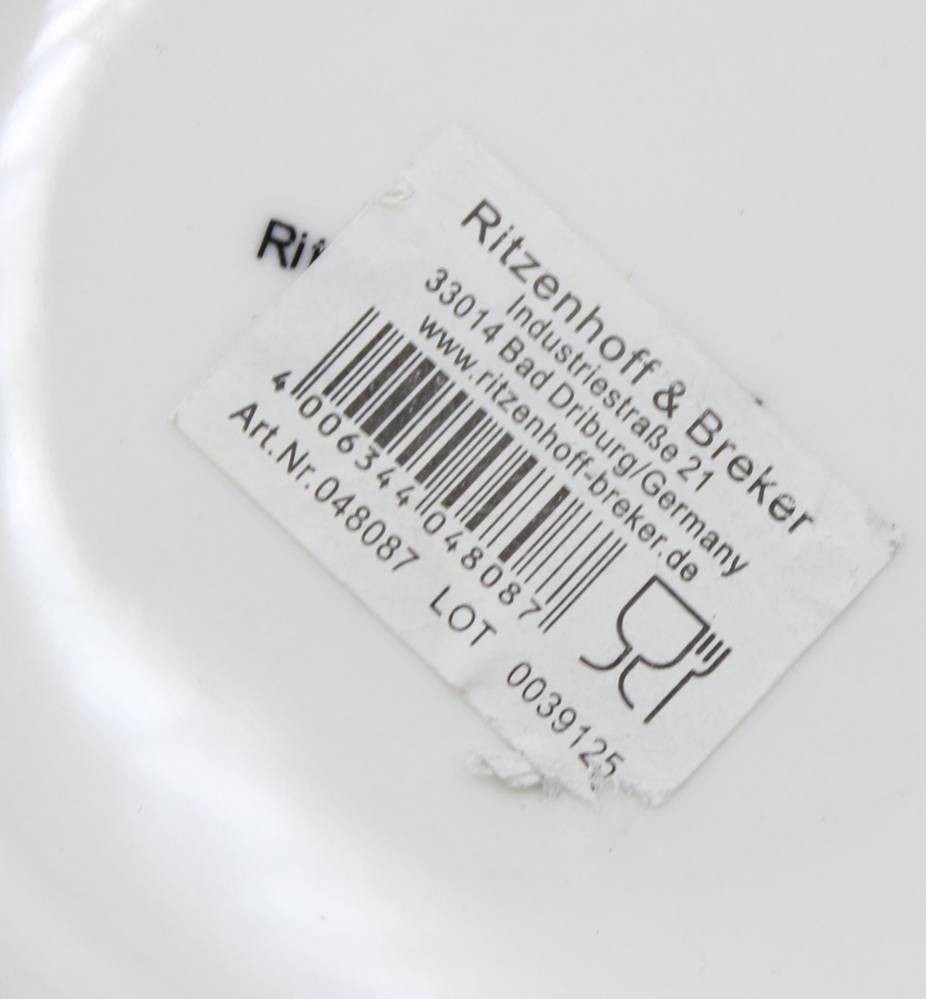 Rit
Ritzenhoff & Breker
Industriestraße 21
33014 Bad Driburg/Germany
www.ritzenhoff-breker.de
4 006344 048087
Art.Nr.048087
LOT 0039125